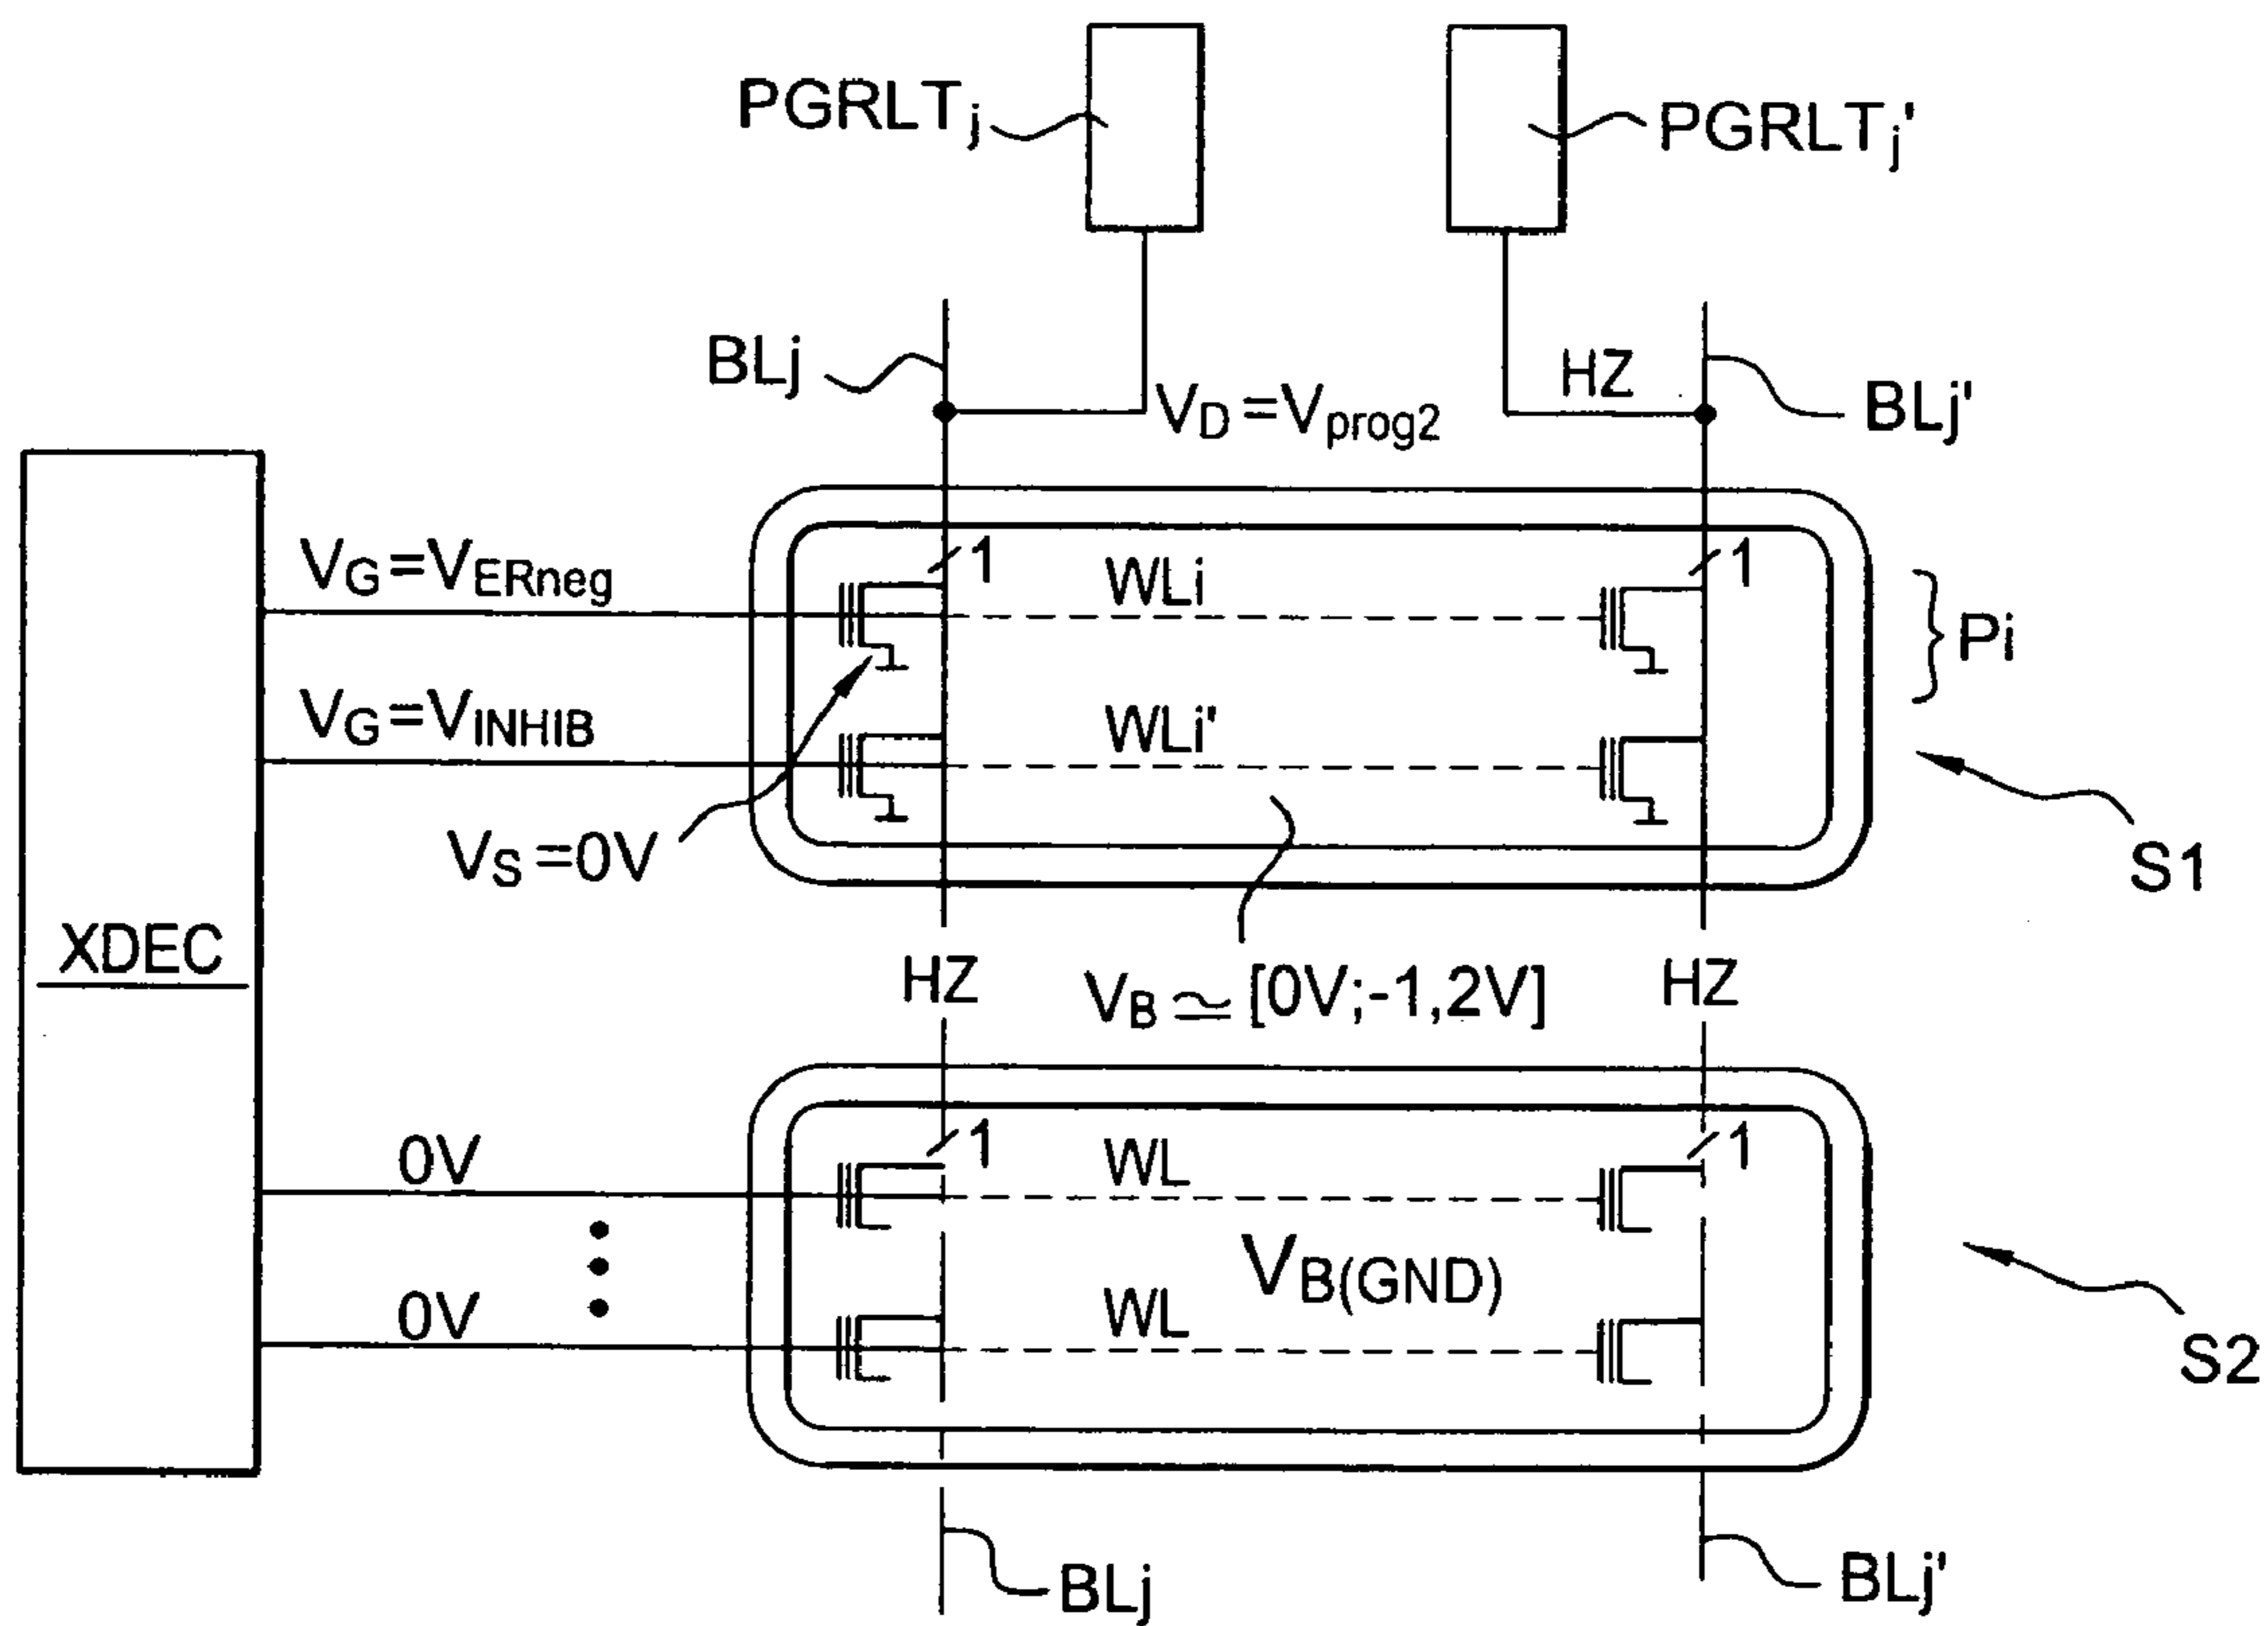 PGRLTj
PGRLTj'
BLj
VD=Vprog2
HZ
BLj'
VG=VERneg
1
WLi
1
Pi
VG=VINHIB
WLi'
VS=0V
S1
XDEC
HZ
VB≃[0V;-1,2V]
HZ
0V
1
WL
1
VB(GND)
0V
WL
S2
BLj
BLj'